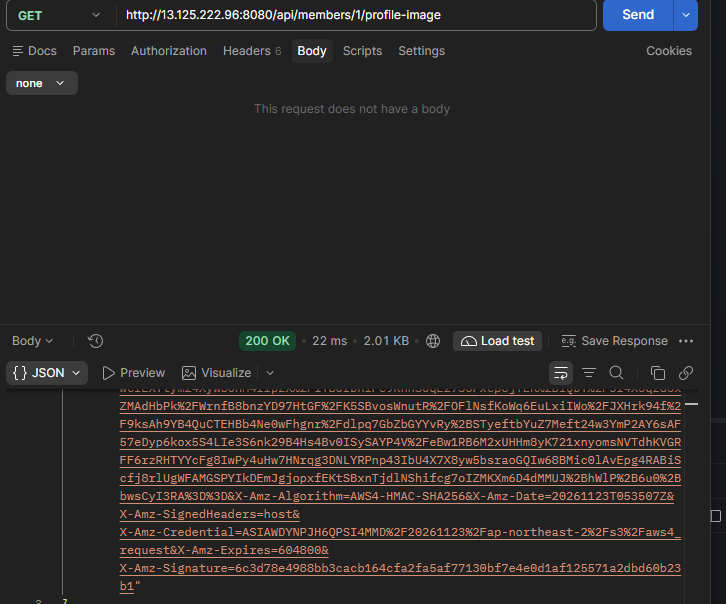 GET
http://13.125.222.96:8080/api/members/1/profile-image
Send
Docs Params Authorization Headers 6 Body Scripts Settings Cookies
none
This request does not have a body
Body 200 OK • 22 ms • 2.01 KB • Load test e.g. Save Response
{} JSON Preview Visualize
ZMAdHbPk%2FWrnfB8bnzYD97HtGF%2FK5SBvosWnutR%2FOFlNsfKoWq6EuLxiIWo%2FJXHrk94f%2
F9ksAh9YB4QuCTEHBb4Ne0wFhgnr%2Fdlpq7GbZbGYYvRy%2BSTyeftbYuZ7Meft24w3YmP2AY6sAF
57eDyp6kox5S4LIe3S6nk29B4Hs4Bv0ISySAYP4V%2FeBw1RB6M2xUHHm8yK721xnyomsNVTdhKVGR
FF6rzRHTYYcFg8IwPy4uHw7HNrqg3DNLYRPnp43IbU4X7X8yw5bsraoGQIw68BMic0lAvEpg4RABiS
cfj8rlUgWFAMGSPYIkDEmJgjopxfEKtSBxnTjdlNShifcg7oIZMKXm6D4dMMUJ%2BhWlP%2B6u0%2B
bwsCyI3RA%3D%3D&X-Amz-Algorithm=AWS4-HMAC-SHA256&X-Amz-Date=20261123T053507Z&
X-Amz-SignedHeaders=host&
X-Amz-Credential=ASIAWDYNPJH6QPSI4MMD%2F20261123%2Fap-northeast-2%2Fs3%2Faws4_
request&X-Amz-Expires=604800&
X-Amz-Signature=6c3d78e4988bb3cacb164cfa2fa5af77130bf7e4e0d1af125571a2dbd60b23
b1"